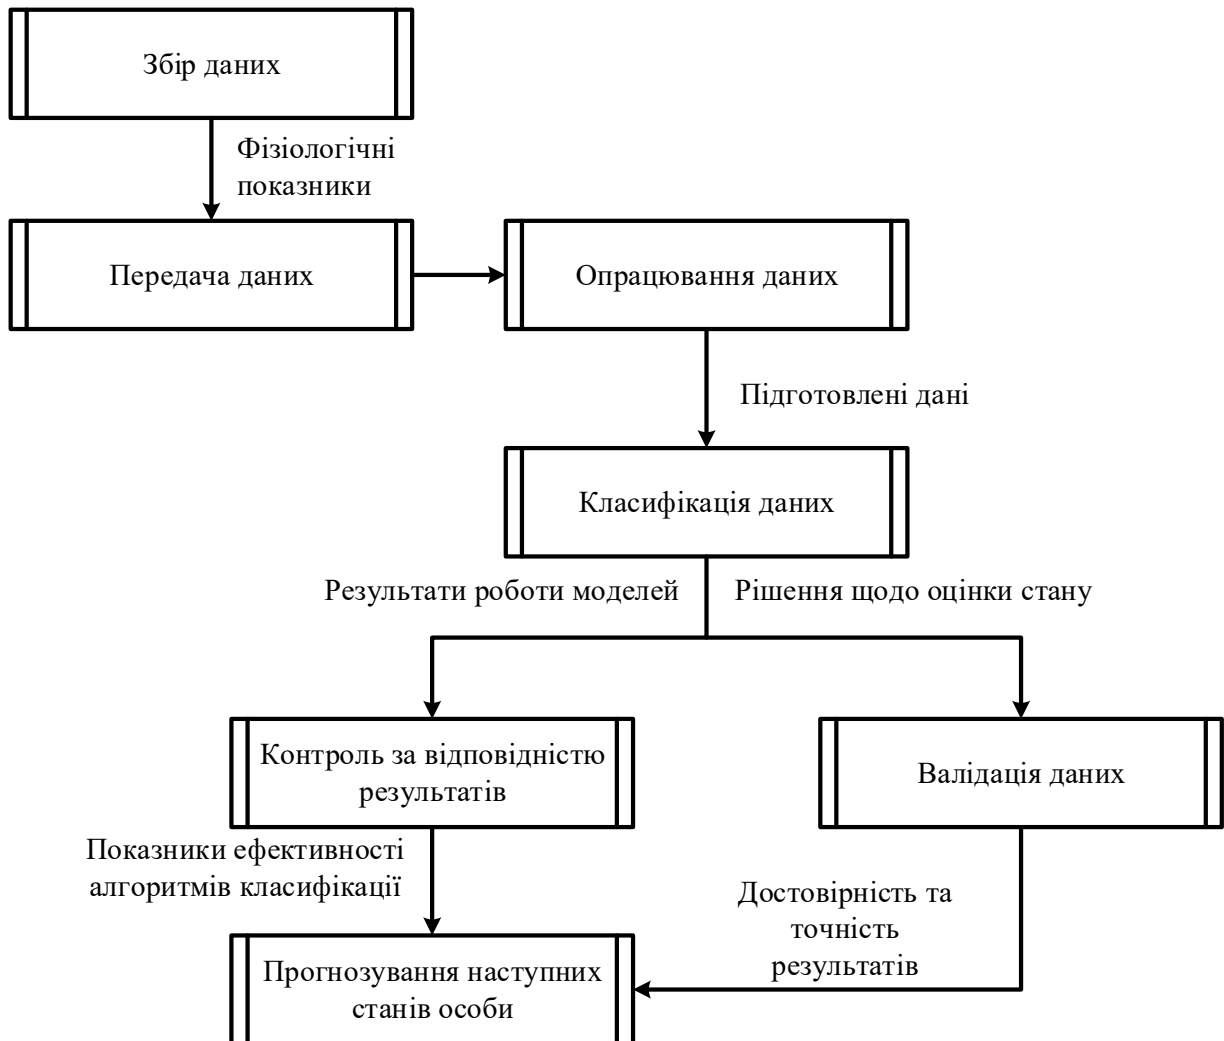 Збір даних
Фізіологічні
показники
Передача даних
Опрацювання даних
Підготовлені дані
Класифікація даних
Результати роботи моделей
Рішення щодо оцінки стану
Контроль за відповідністю
результатів
Валідація даних
Показники ефективності
алгоритмів класифікації
Достовірність та
точність
результатів
Прогнозування наступних
станів особи